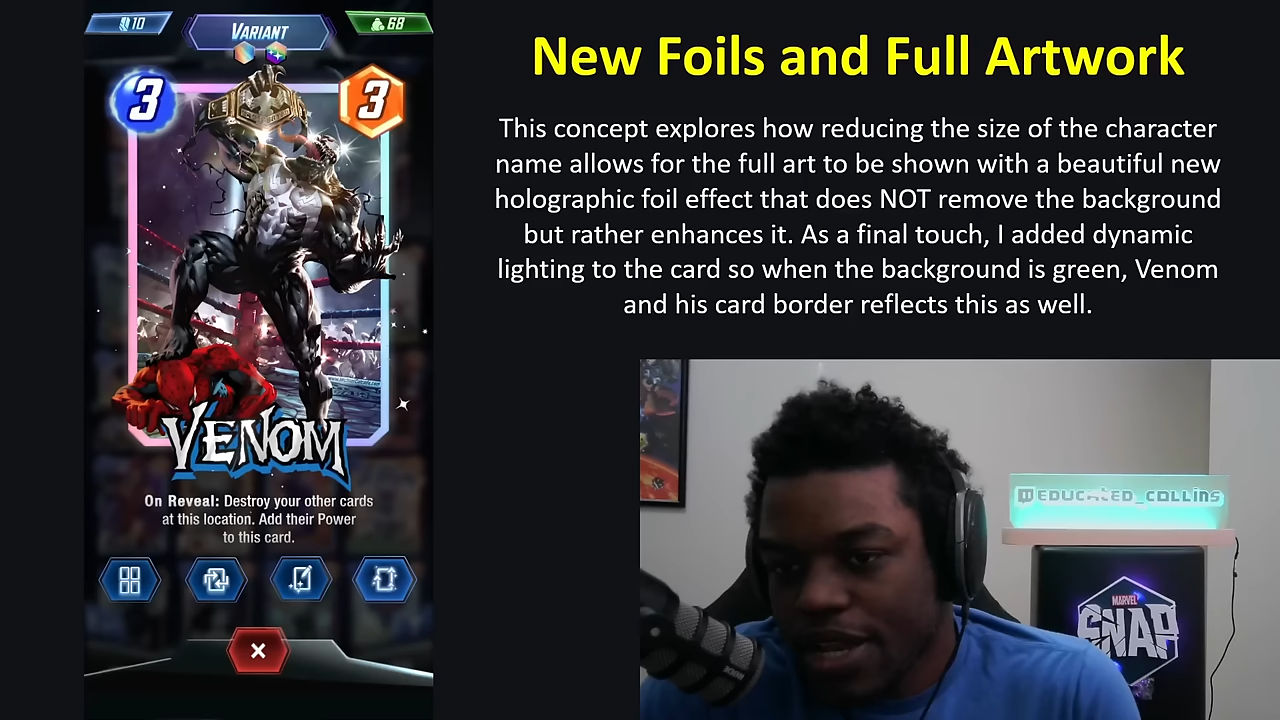 10
VARIANT
68
3
3
VENOM
On Reveal: Destroy your other cards
at this location. Add their Power
to this card.
New Foils and Full Artwork
This concept explores how reducing the size of the character
name allows for the full art to be shown with a beautiful new
holographic foil effect that does NOT remove the background
but rather enhances it. As a final touch, I added dynamic
lighting to the card so when the background is green, Venom
and his card border reflects this as well.
EDUCATED_COLLINS
MARVEL
SNAP